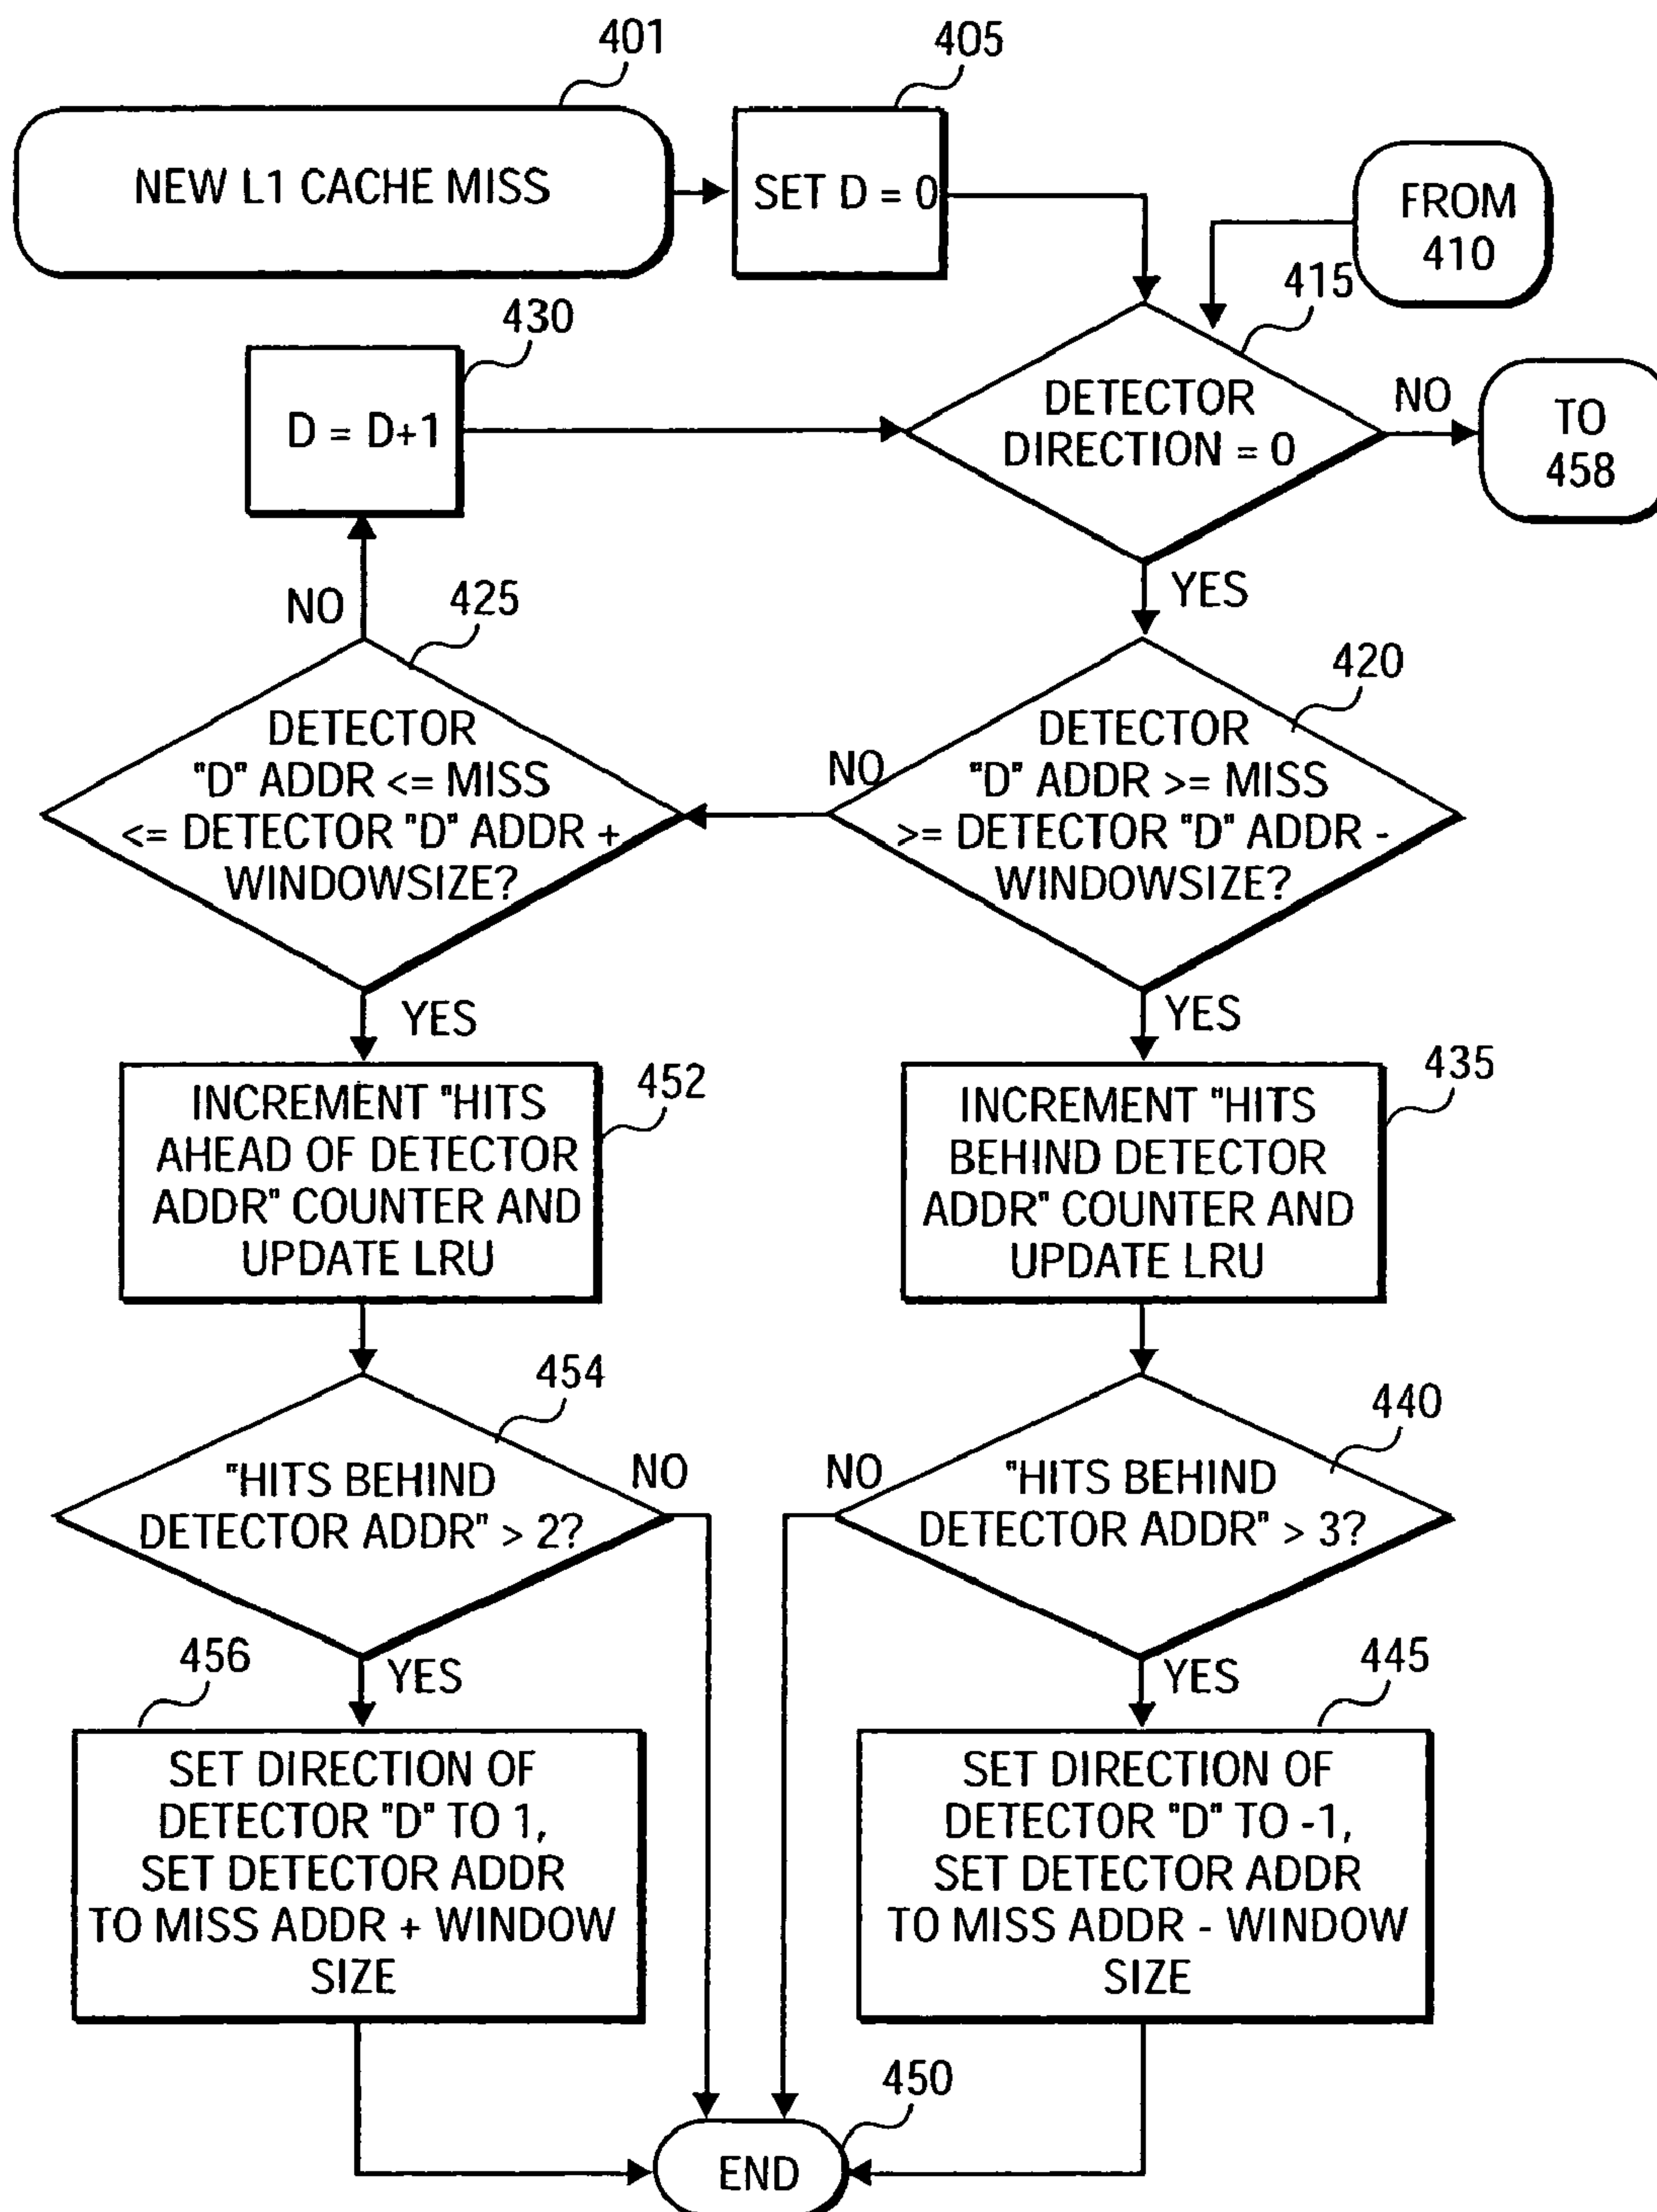 401
405
NEW L1 CACHE MISS
SET D = 0
FROM
410
415
430
D = D+1
DETECTOR
DIRECTION = 0
NO
TO
458
YES
NO
425
420
DETECTOR
"D" ADDR <= MISS
<= DETECTOR "D" ADDR +
WINDOWSIZE?
NO
DETECTOR
"D" ADDR >= MISS
>= DETECTOR "D" ADDR -
WINDOWSIZE?
YES
YES
452
435
INCREMENT "HITS
AHEAD OF DETECTOR
ADDR" COUNTER AND
UPDATE LRU
INCREMENT "HITS
BEHIND DETECTOR
ADDR" COUNTER AND
UPDATE LRU
454
440
"HITS BEHIND
DETECTOR ADDR" > 2?
NO
NO
"HITS BEHIND
DETECTOR ADDR" > 3?
456
YES
YES
445
SET DIRECTION OF
DETECTOR "D" TO 1,
SET DETECTOR ADDR
TO MISS ADDR + WINDOW
SIZE
SET DIRECTION OF
DETECTOR "D" TO -1,
SET DETECTOR ADDR
TO MISS ADDR - WINDOW
SIZE
450
END